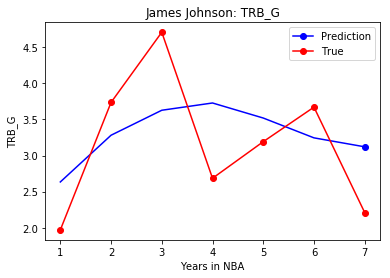 James Johnson: TRB_G
Prediction
True
4.5
4.0
3.5
3.0
2.5
2.0
TRB_G
1 2 3 4 5 6 7
Years in NBA